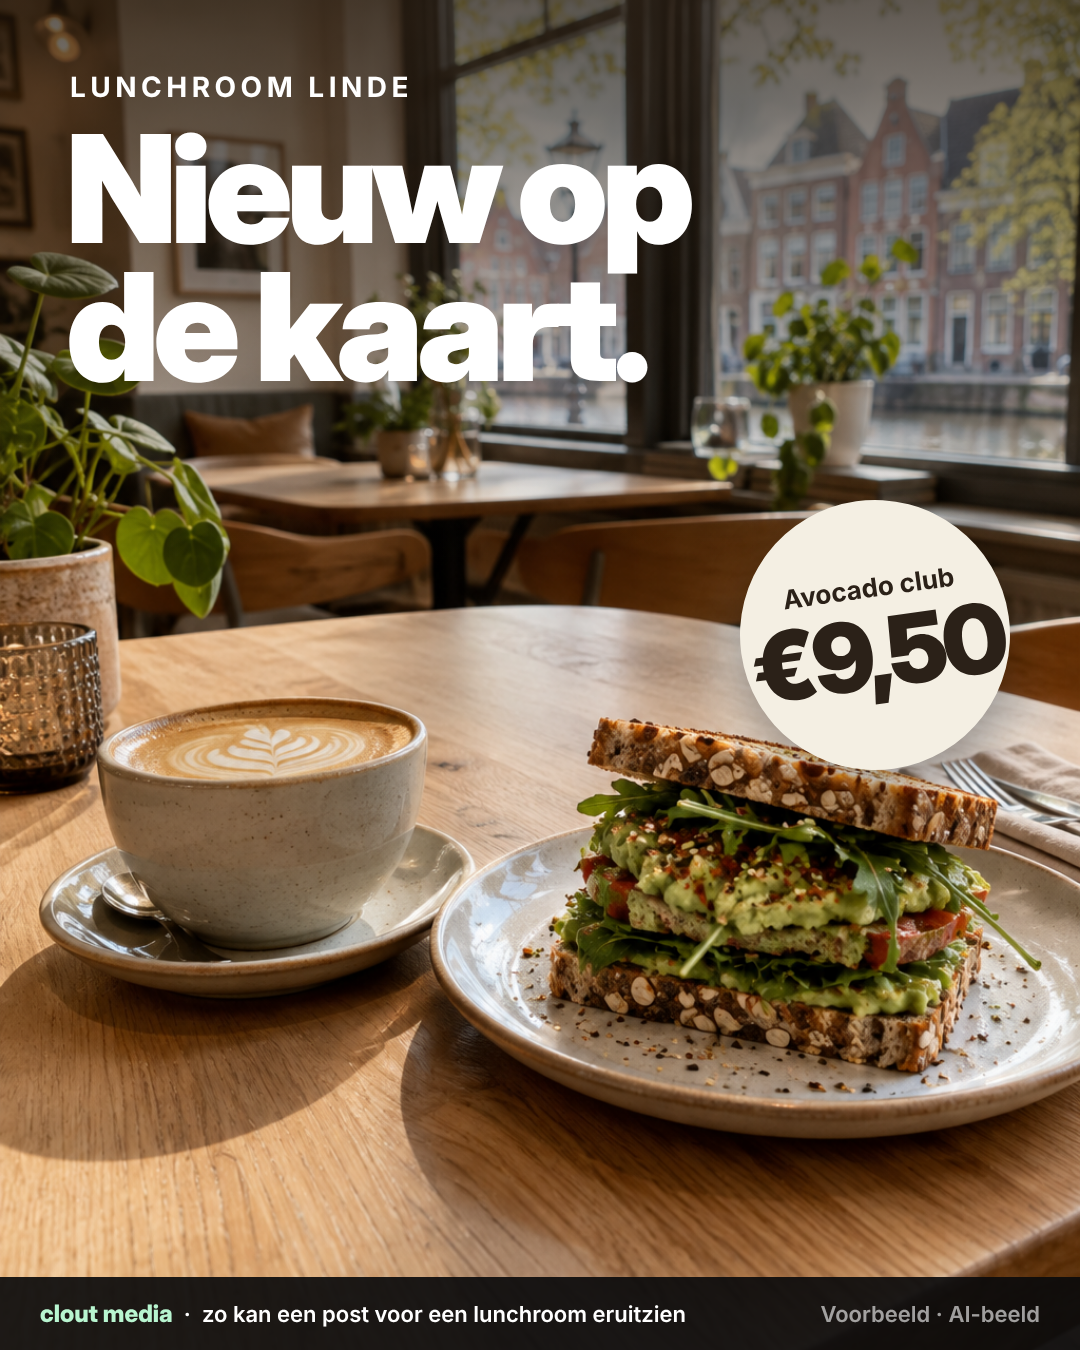 LUNCHROOM LINDE
Nieuw op
de kaart.
Avocado club
€9,50
clout media · zo kan een post voor een lunchroom eruitzien
Voorbeeld · AI-beeld